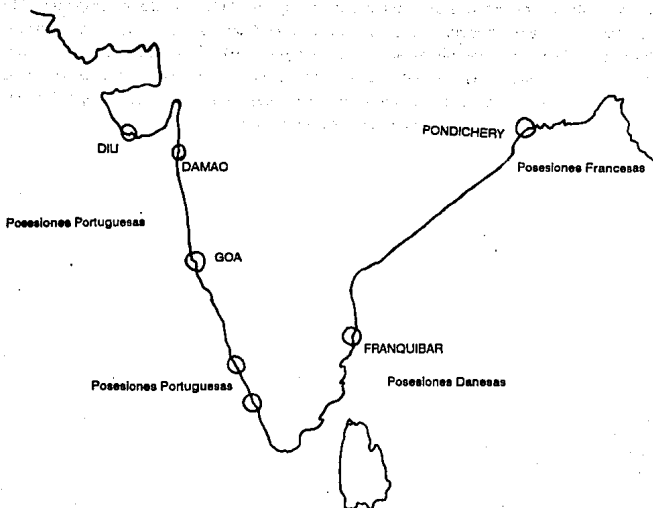 PONDICHERY
DIU
DAMAO
Posesiones Francesas
Posesiones Portuguesas
GOA
FRANQUIBAR
Posesiones Portuguesas
Posesiones Danesas